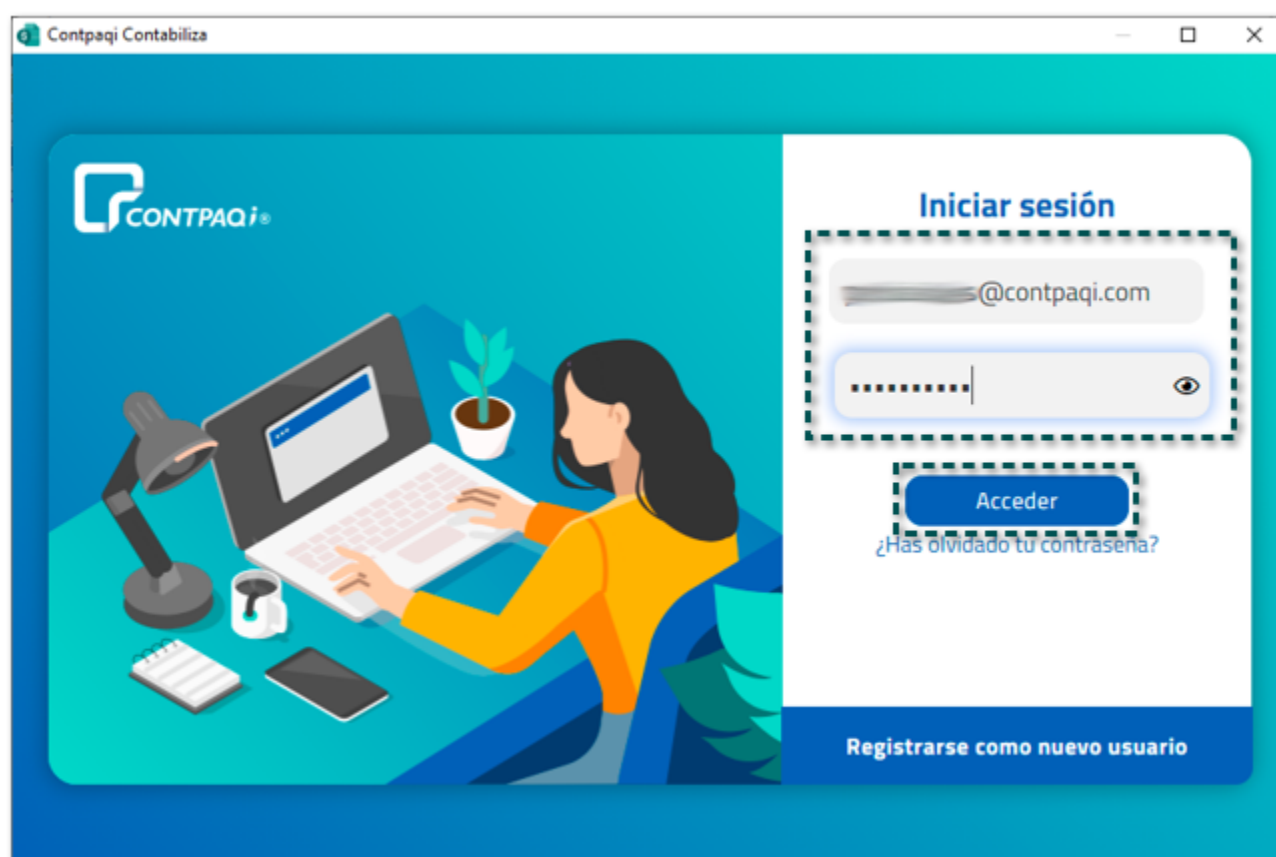 Contpaqi Contabiliza
CONTPAQi®
Iniciar sesión
@contpaqi.com
Acceder
¿Has olvidado tu contraseña?
Registrarse como nuevo usuario